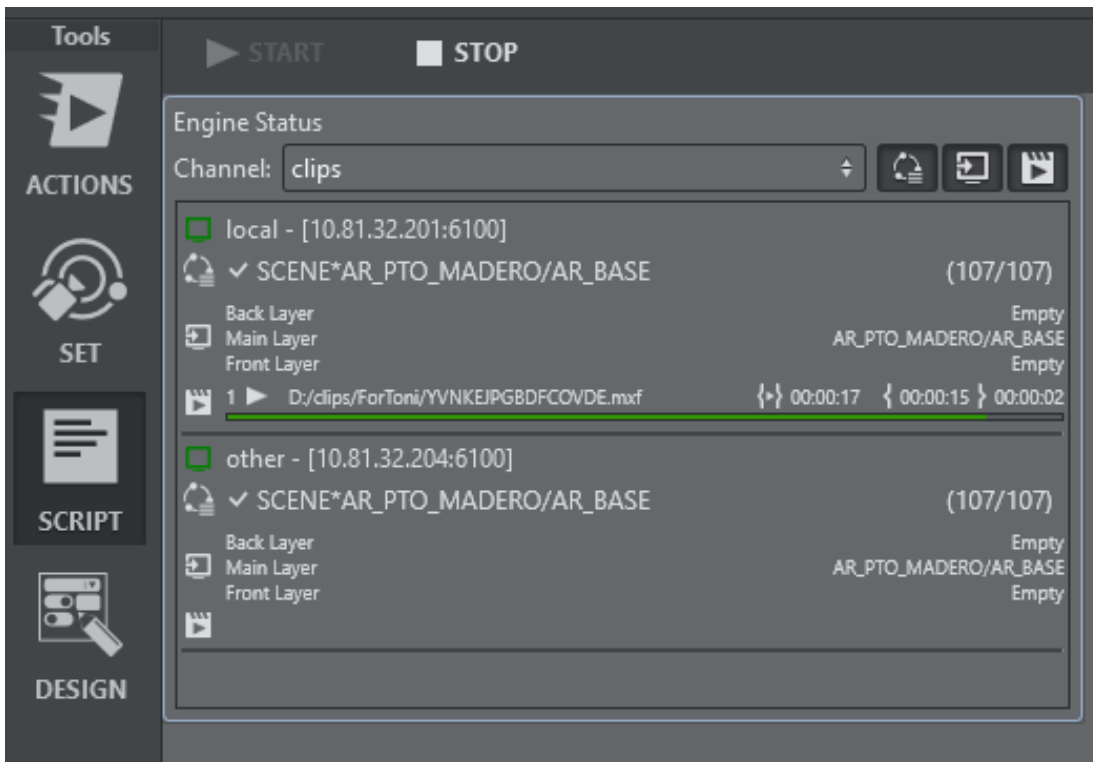 Tools
START STOP
ACTIONS
SET
SCRIPT
DESIGN
Engine Status
Channel: clips
local - [10.81.32.201:6100]
SCENE*AR_PTO_MADERO/AR_BASE (107/107)
Back Layer Empty
Main Layer AR_PTO_MADERO/AR_BASE
Front Layer Empty
1 D:/clips/ForToni/YVNKEJPGBDFCOVDE.mxf 00:00:17 { 00:00:15 } 00:00:02
other - [10.81.32.204:6100]
SCENE*AR_PTO_MADERO/AR_BASE (107/107)
Back Layer Empty
Main Layer AR_PTO_MADERO/AR_BASE
Front Layer Empty